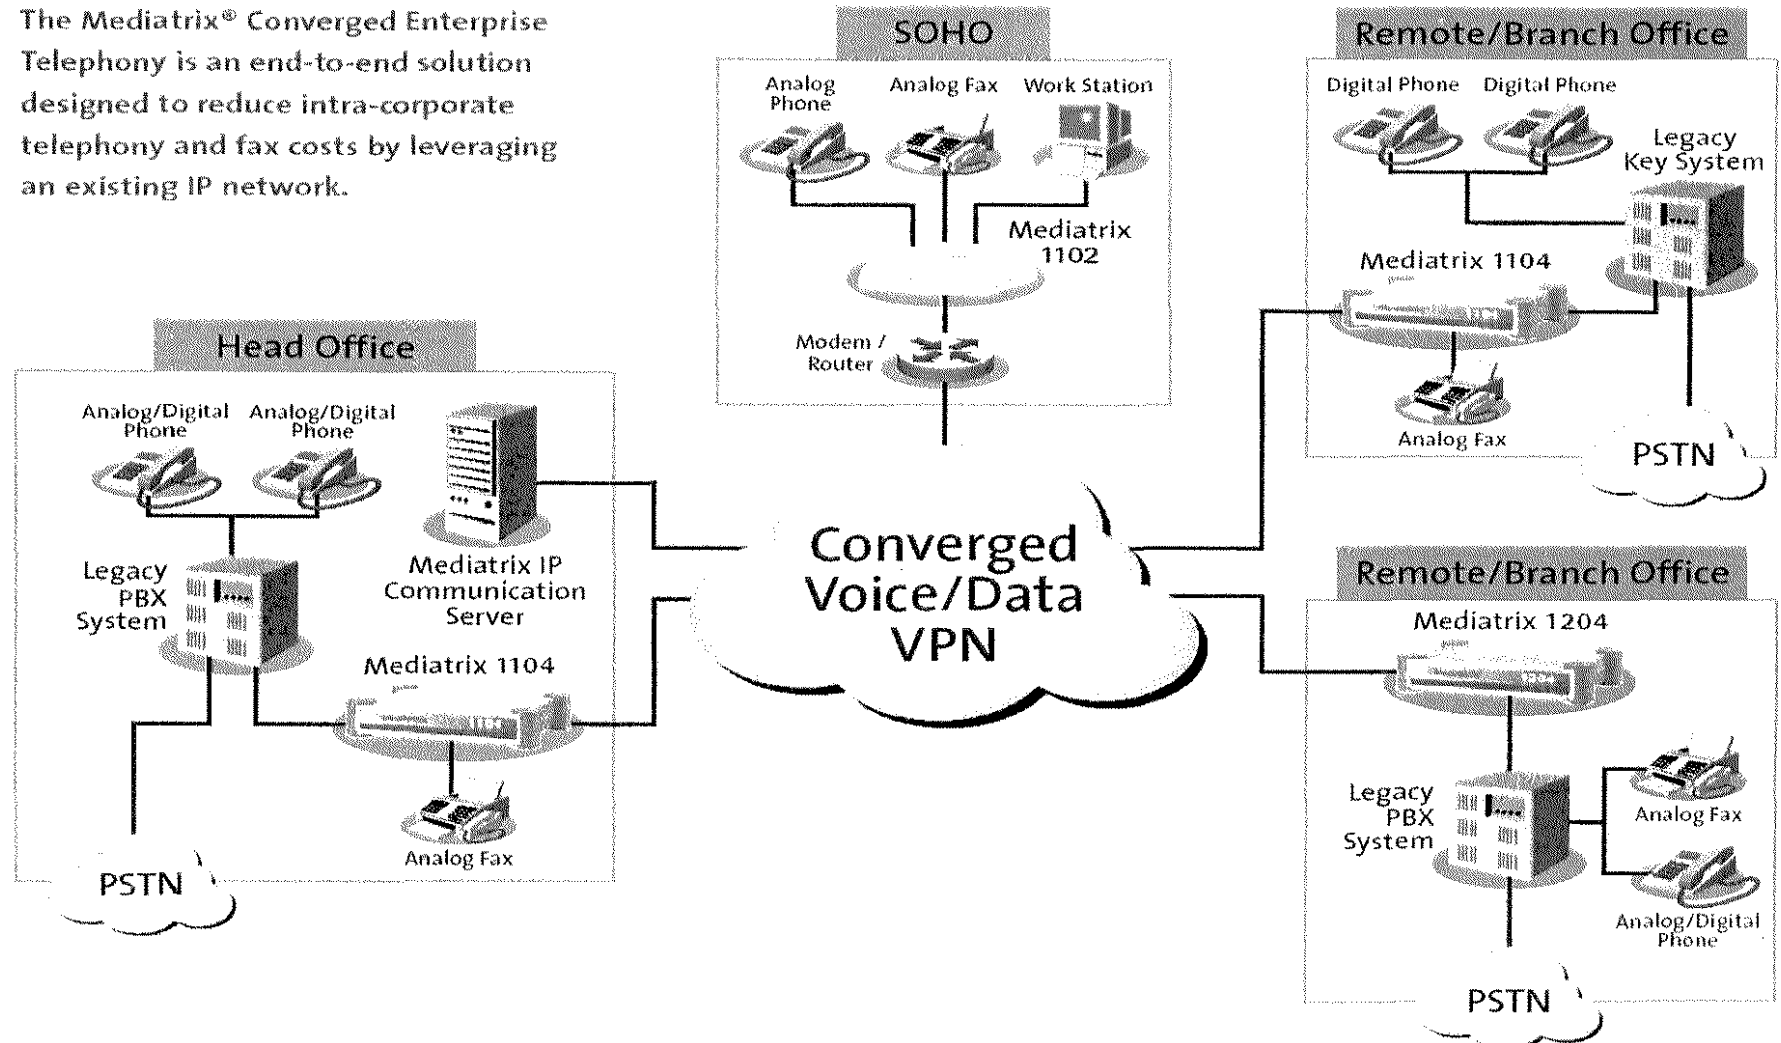 The Mediatrix® Converged Enterprise
Telephony is an end-to-end solution
designed to reduce intra-corporate
telephony and fax costs by leveraging
an existing IP network.
SOHO
Analog
Phone
Analog Fax
Work Station
Mediatrix
1102
Modem /
Router
Remote/Branch Office
Digital Phone
Digital Phone
Legacy
Key System
Mediatrix 1104
1104
Analog Fax
PSTN
Head Office
Analog/Digital
Phone
Analog/Digital
Phone
Legacy
PBX
System
Mediatrix IP
Communication
Server
Mediatrix 1104
1104
Analog Fax
PSTN
Converged
Voice/Data
VPN
Remote/Branch Office
Mediatrix 1204
1204
Legacy
PBX
System
Analog Fax
Analog/Digital
Phone
PSTN